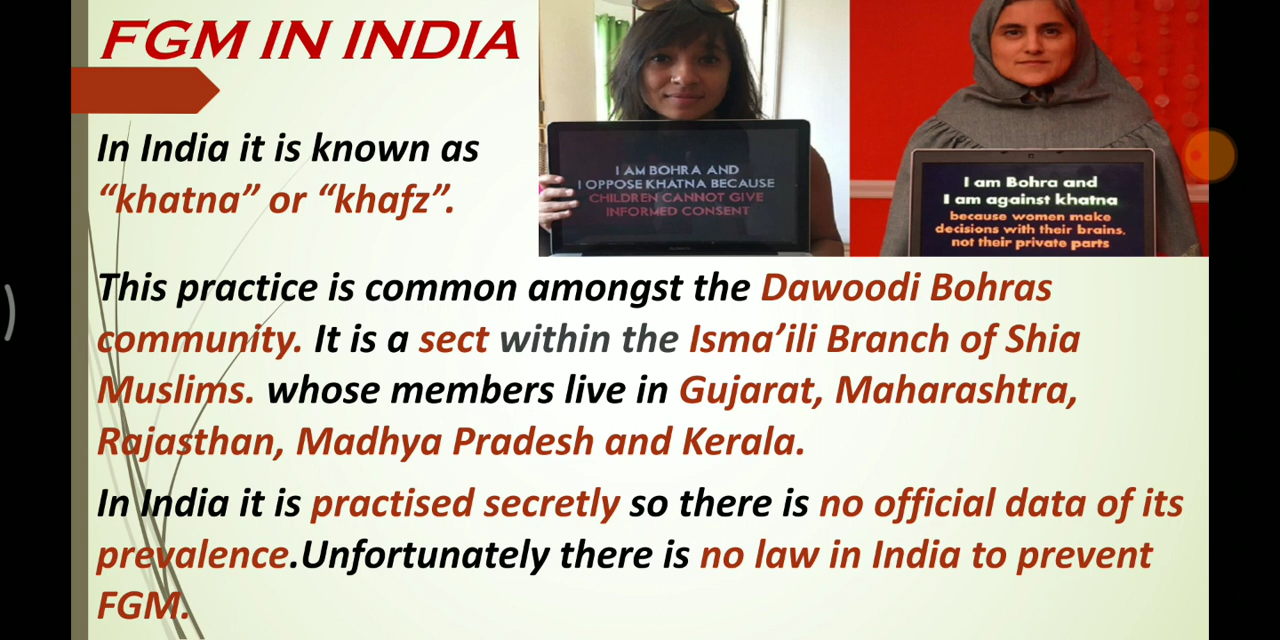 FGM IN INDIA
In India it is known as
“khatna” or “khafz”.
I AM BOHRA AND
I OPPOSE KHATNA BECAUSE
CHILDREN CANNOT GIVE
INFORMED CONSENT
I am Bohra and
I am against khatna
because women make
decisions with their brains,
not their private parts
This practice is common amongst the Dawoodi Bohras
community. It is a sect within the Isma’ili Branch of Shia
Muslims. whose members live in Gujarat, Maharashtra,
Rajasthan, Madhya Pradesh and Kerala.
In India it is practised secretly so there is no official data of its
prevalence.Unfortunately there is no law in India to prevent
FGM.